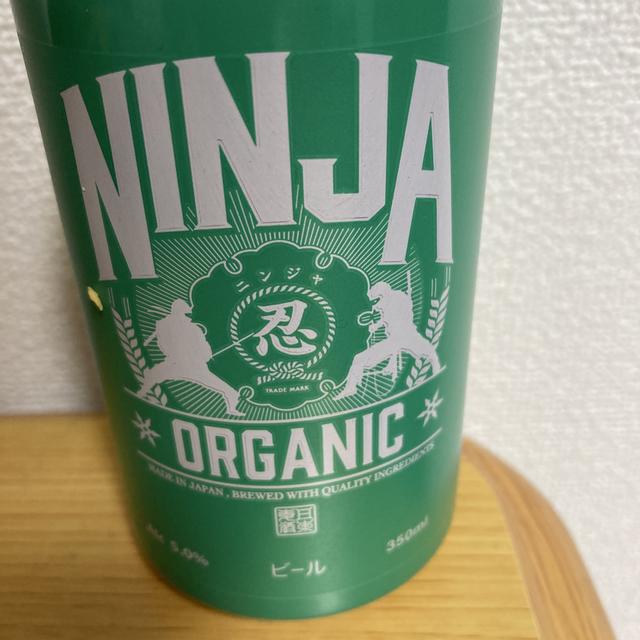 NINJA
ニンジャ
忍
TRADE MARK
ORGANIC
MADE IN JAPAN, BREWED WITH QUALITY INGREDIENTS
Alc 5.0%
350ml
ビール